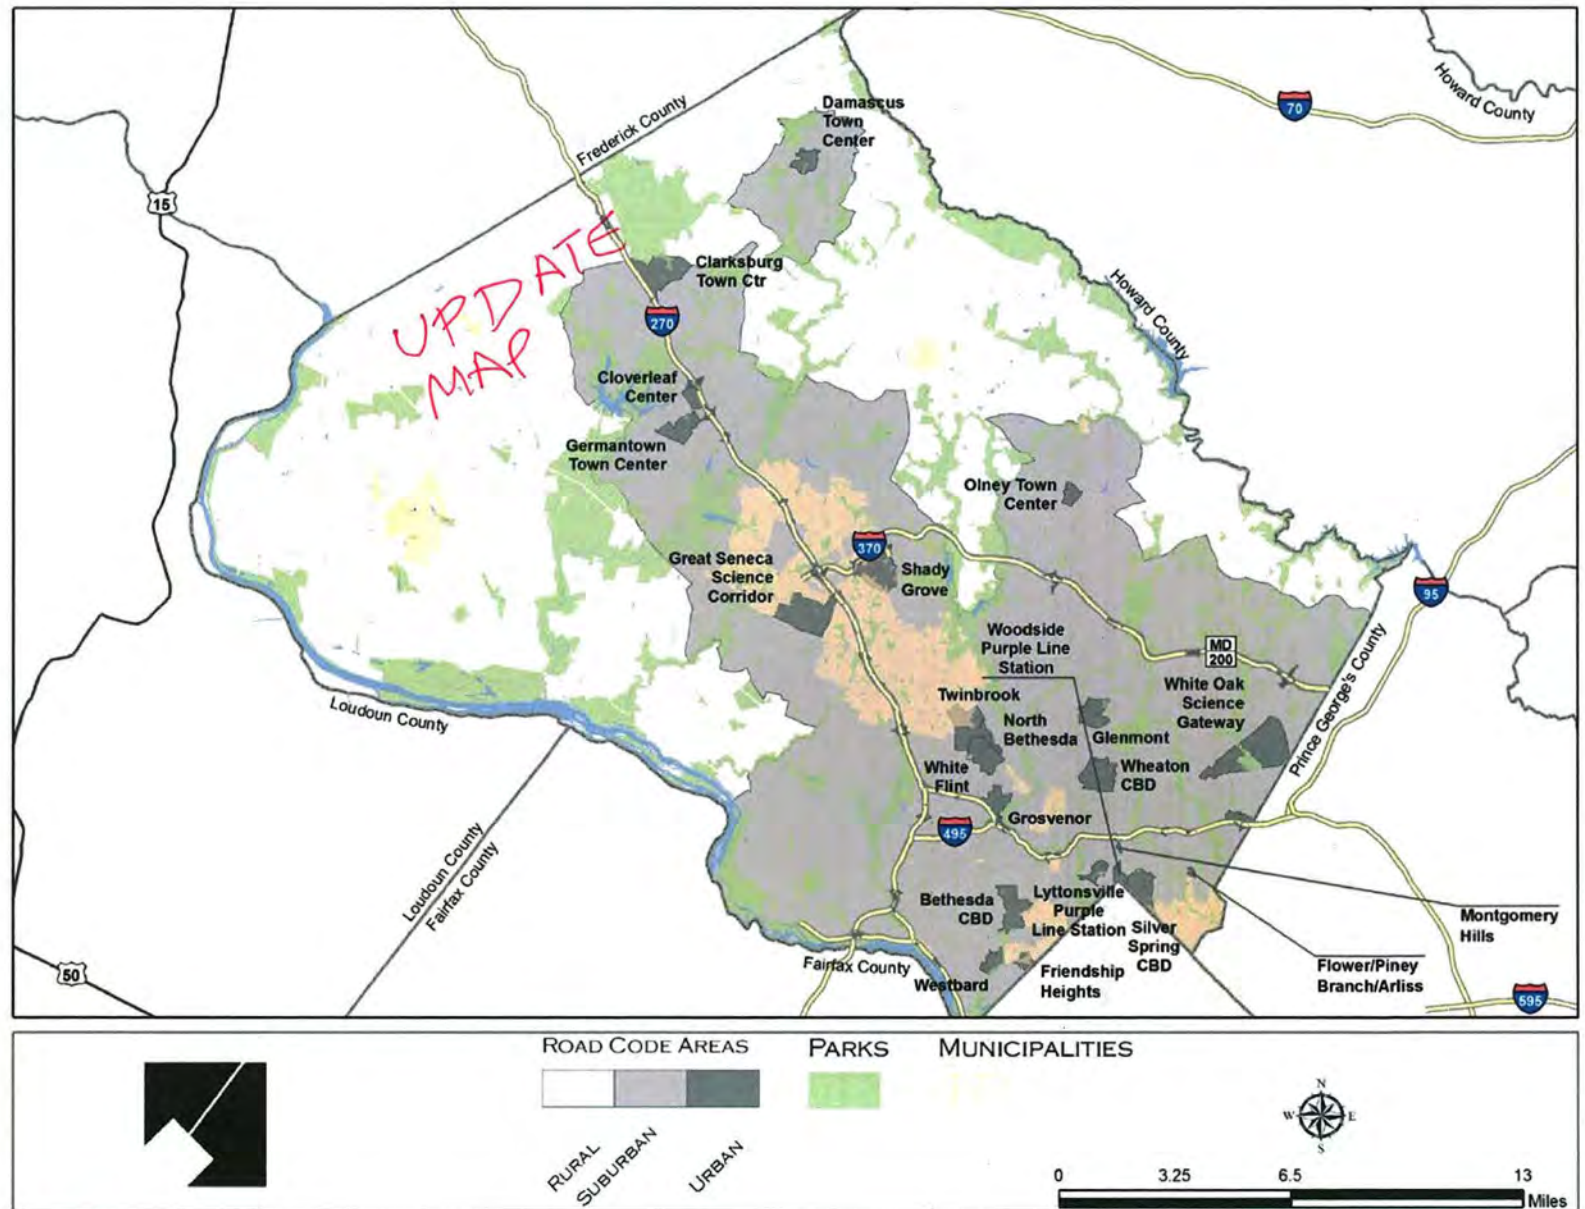 Howard County
70
Damascus
Town
Center
Frederick County
15
UPDATE
MAP
Clarksburg
Town Ctr
270
Howard County
Cloverleaf
Center
Germantown
Town Center
Olney Town
Center
370
Great Seneca
Science
Corridor
Shady
Grove
95
Woodside
Purple Line
Station
MD
200
White Oak
Science
Gateway
Prince George's County
Loudoun County
Twinbrook
North
Bethesda
Glenmont
White
Flint
Wheaton
CBD
Grosvenor
495
Loudoun County
Fairfax County
Bethesda
CBD
Lyttonsville
Purple
Line Station
Silver
Spring
CBD
Montgomery
Hills
Flower/Piney
Branch/Arliss
50
Fairfax County
Westbard
Friendship
Heights
595
ROAD CODE AREAS
PARKS
MUNICIPALITIES
RURAL
SUBURBAN
URBAN
N
W
E
S
0 3.25 6.5 13
Miles